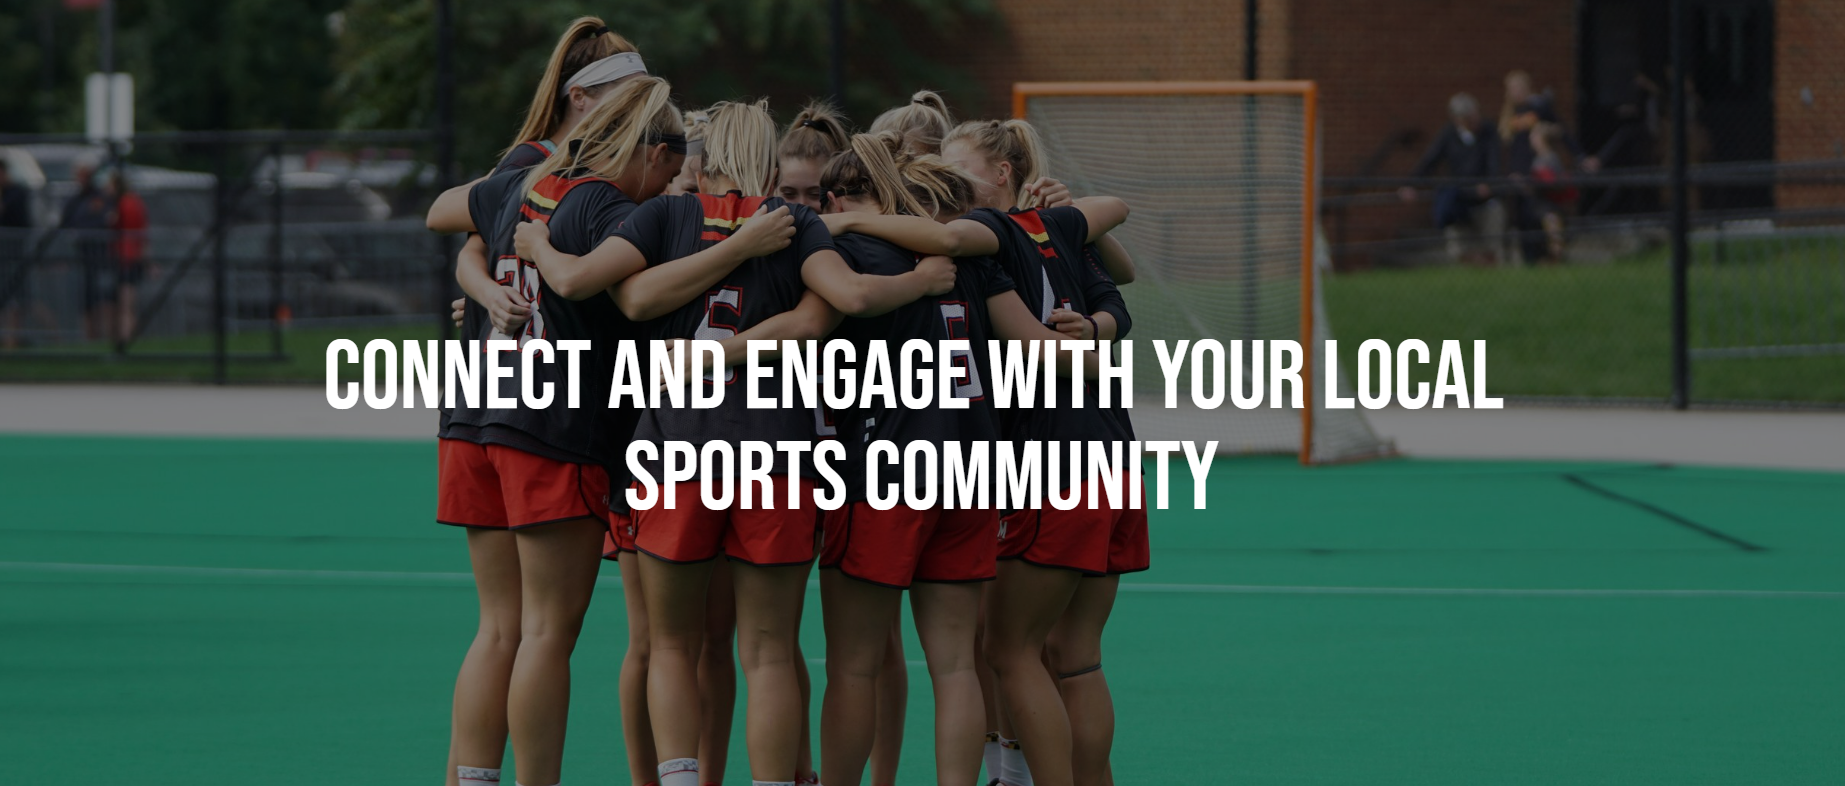 CONNECT AND ENGAGE WITH YOUR LOCAL
SPORTS COMMUNITY